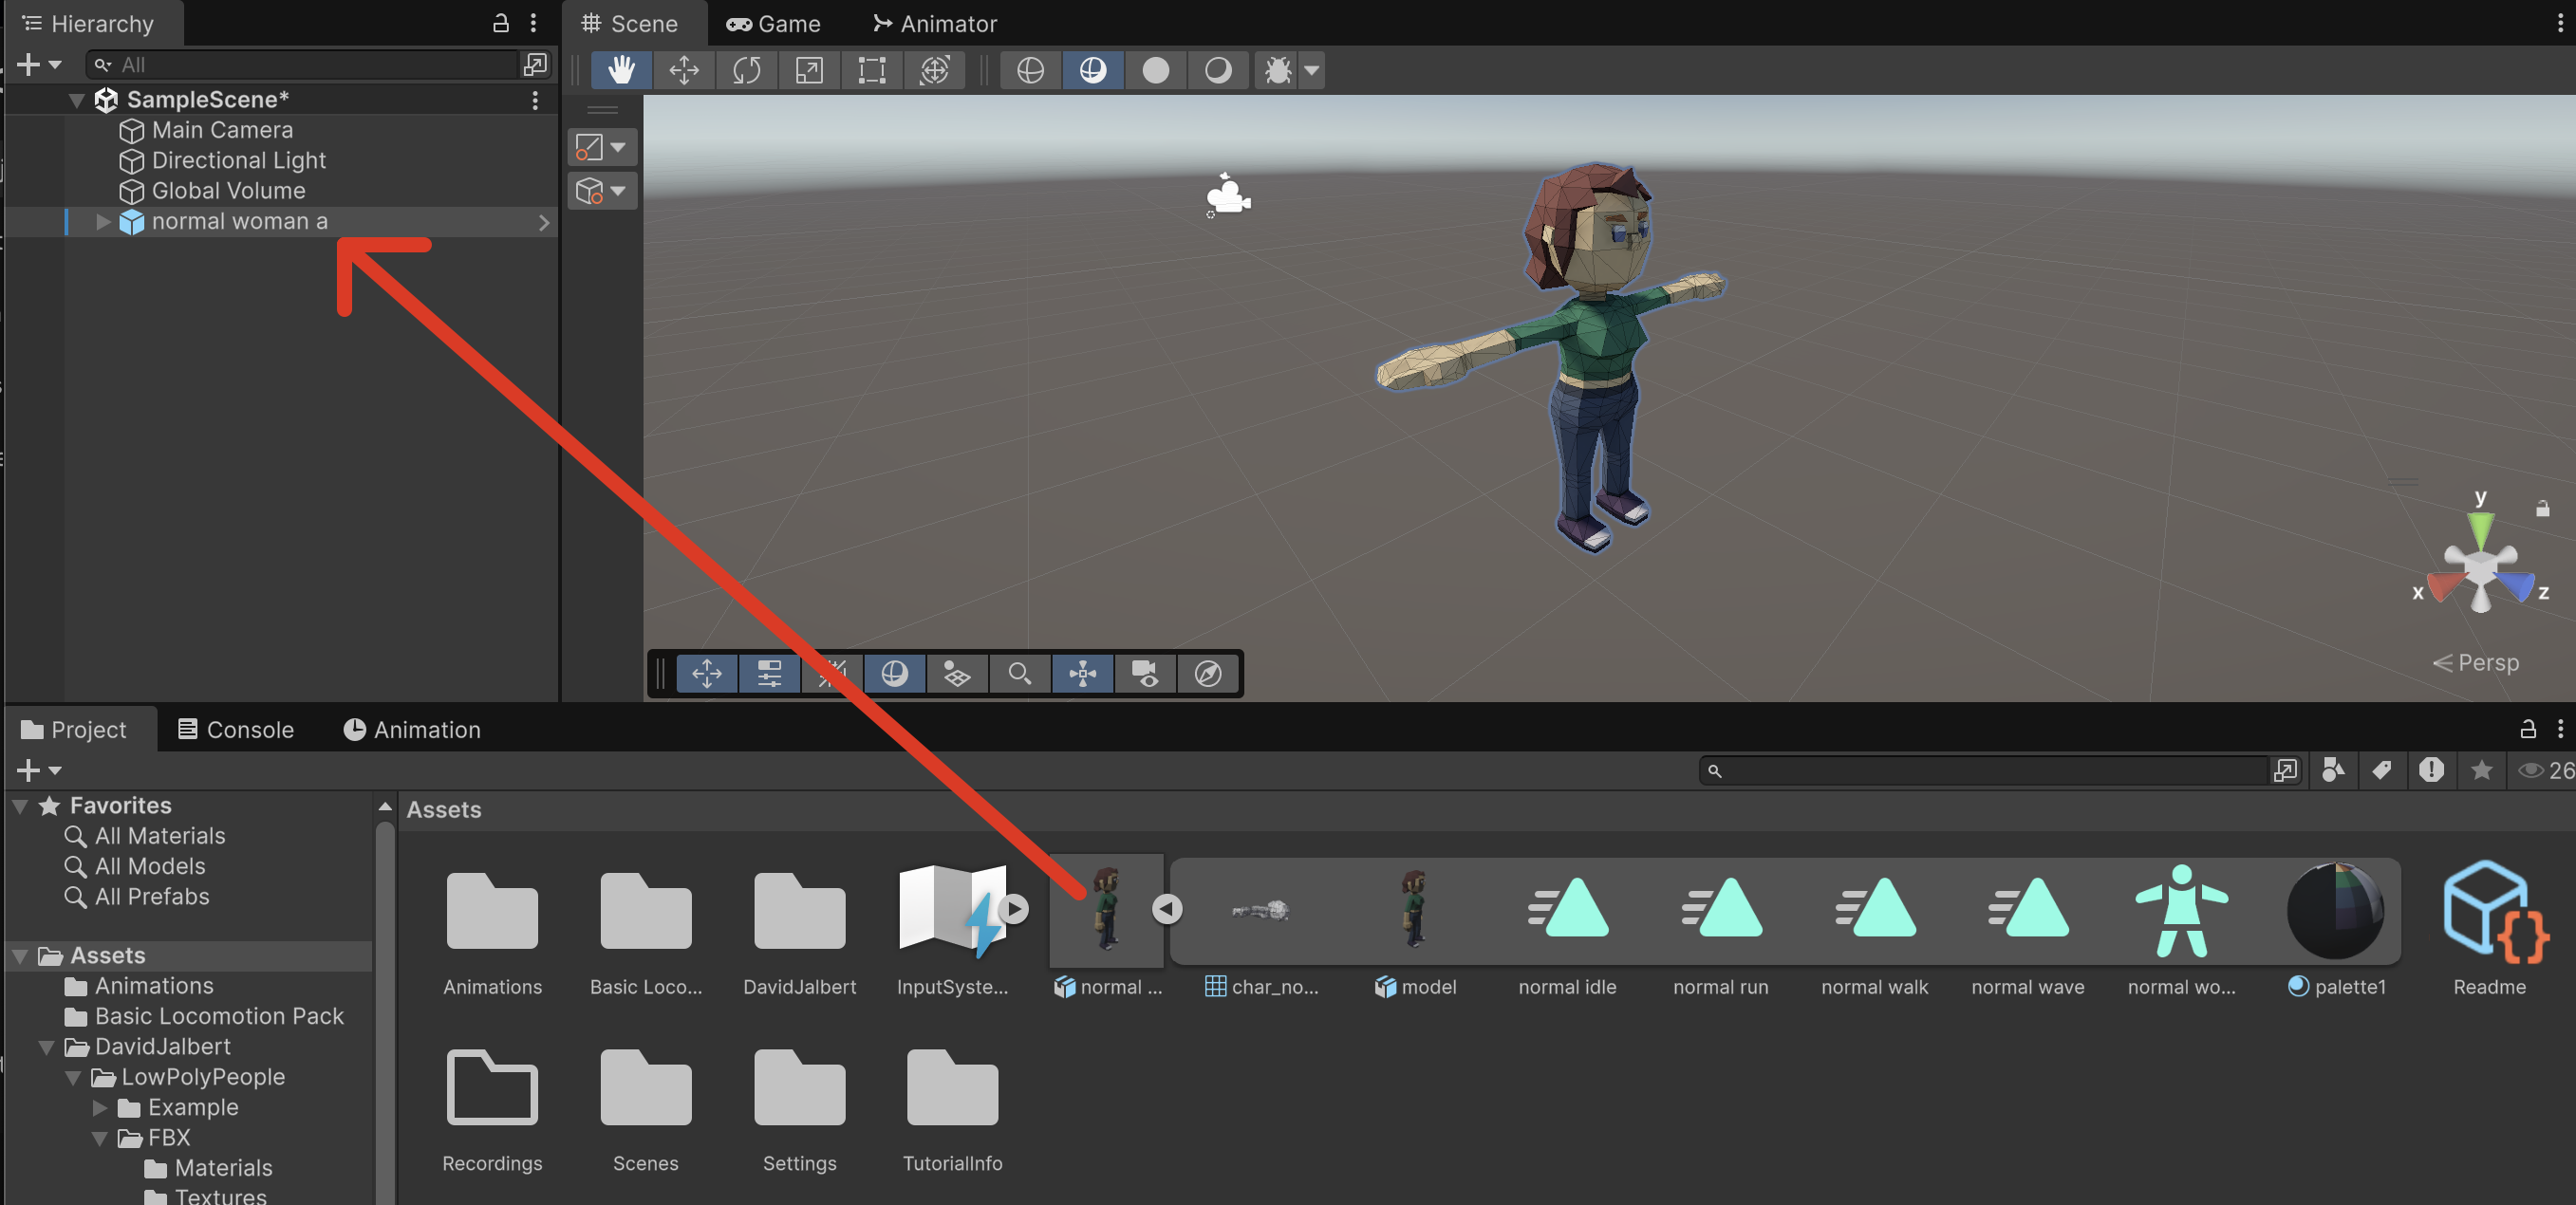 Hierarchy
All
SampleScene*
Main Camera
Directional Light
Global Volume
normal woman a
Scene
Game
Animator
y
x
z
Persp
Project
Console
Animation
26
Favorites
All Materials
All Models
All Prefabs
Assets
Animations
Basic Locomotion Pack
DavidJalbert
LowPolyPeople
Example
FBX
Materials
Textures
Assets
Animations
Basic Loco...
DavidJalbert
InputSyste...
normal ...
char_no...
model
normal idle
normal run
normal walk
normal wave
normal wo...
palette1
Readme
Recordings
Scenes
Settings
TutorialInfo